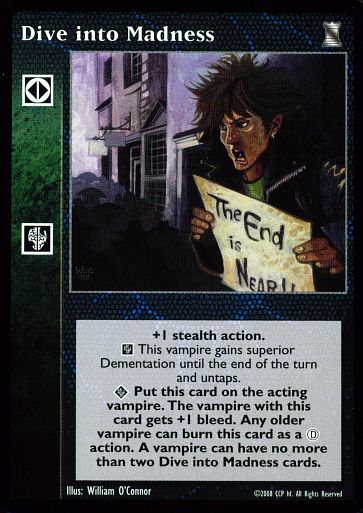 Dive into Madness
The End
is
Near!!
+1 stealth action.
This vampire gains superior
Dementation until the end of the turn
and untaps.
Put this card on the acting
vampire. The vampire with this
card gets +1 bleed. Any older
vampire can burn this card as a Ⓓ
action. A vampire can have no more
than two Dive into Madness cards.
Illus: William O'Connor
©2008 CCP hf. All Rights Reserved